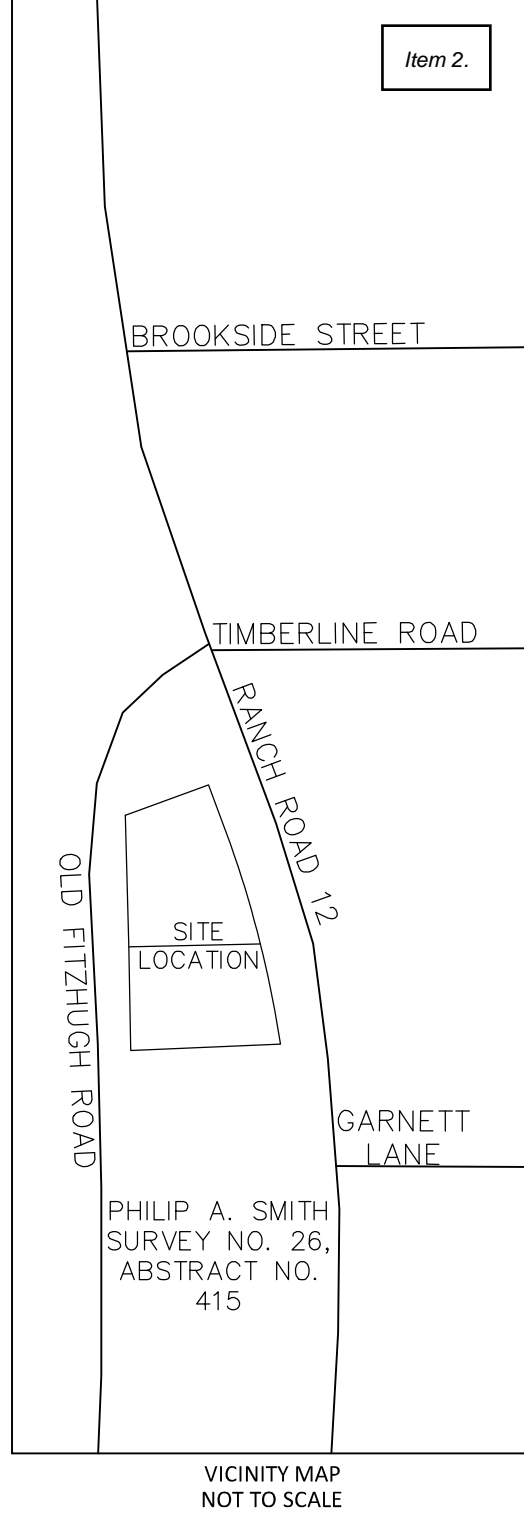 Item 2.
BROOKSIDE STREET
TIMBERLINE ROAD
RANCH ROAD 12
OLD FITZHUGH ROAD
SITE
LOCATION
GARNETT
LANE
PHILIP A. SMITH
SURVEY NO. 26,
ABSTRACT NO.
415
VICINITY MAP
NOT TO SCALE